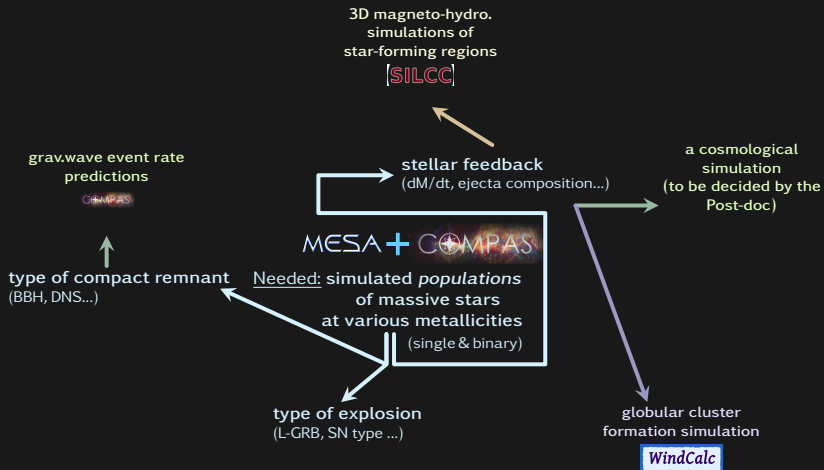 3D magneto-hydro.
simulations of
star-forming regions
[SILCC]
grav.wave event rate
predictions
COMPAS
stellar feedback
(dM/dt, ejecta composition...)
a cosmological
simulation
(to be decided by the
Post-doc)
MESA + COMPAS
type of compact remnant
(BBH, DNS...)
Needed: simulated populations
of massive stars
at various metallicities
(single & binary)
type of explosion
(L-GRB, SN type ...)
globular cluster
formation simulation
WindCalc